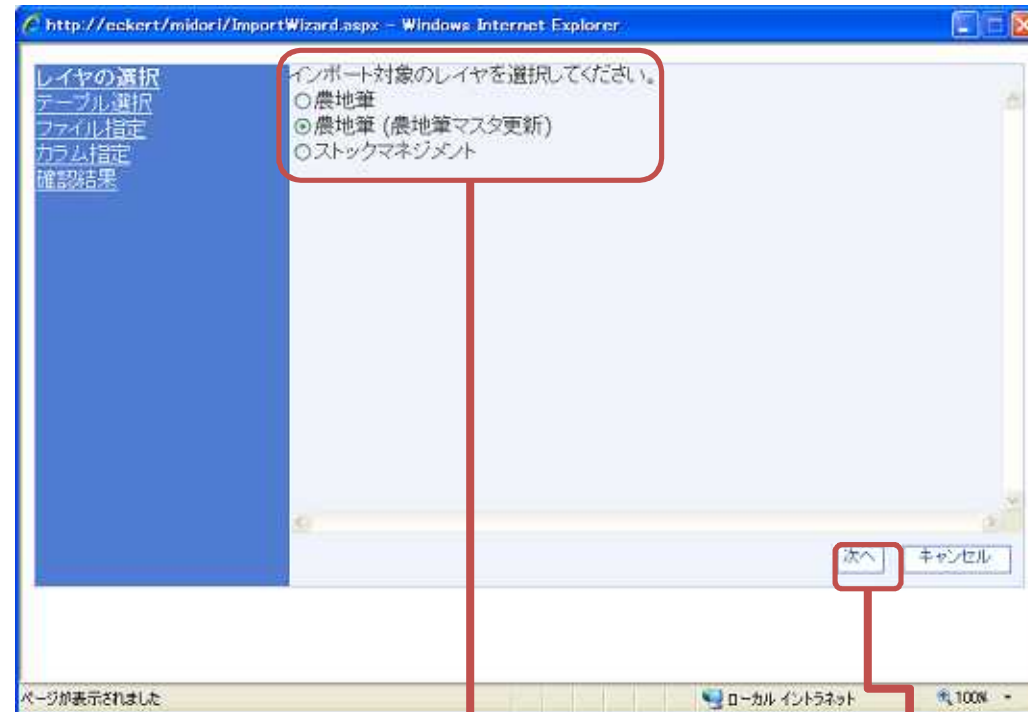 http://eckert/midori/ImportWizard.aspx - Windows Internet Explorer
レイヤの選択
テーブル選択
ファイル指定
カラム指定
確認結果
インポート対象のレイヤを選択してください。
農地筆
農地筆 (農地筆マスタ更新)
ストックマネジメント
次へ
キャンセル
ページが表示されました
ローカル イントラネット
100%